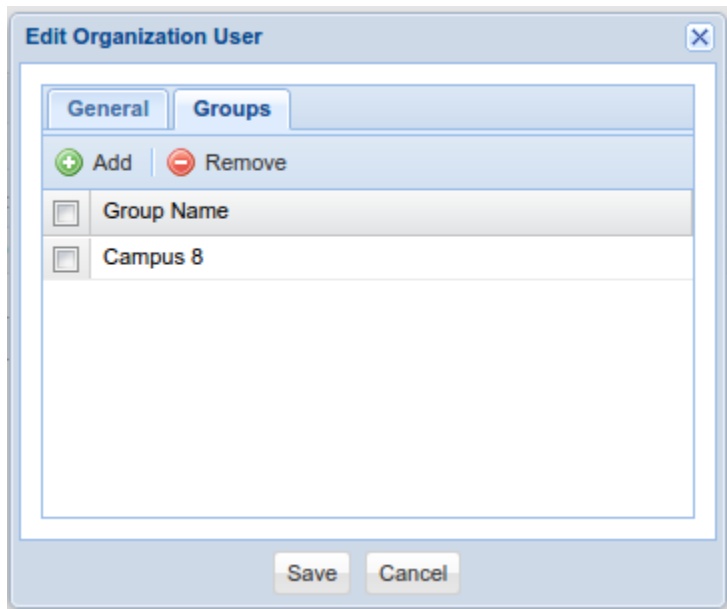 Edit Organization User
General Groups
Add Remove
Group Name
Campus 8
Save Cancel